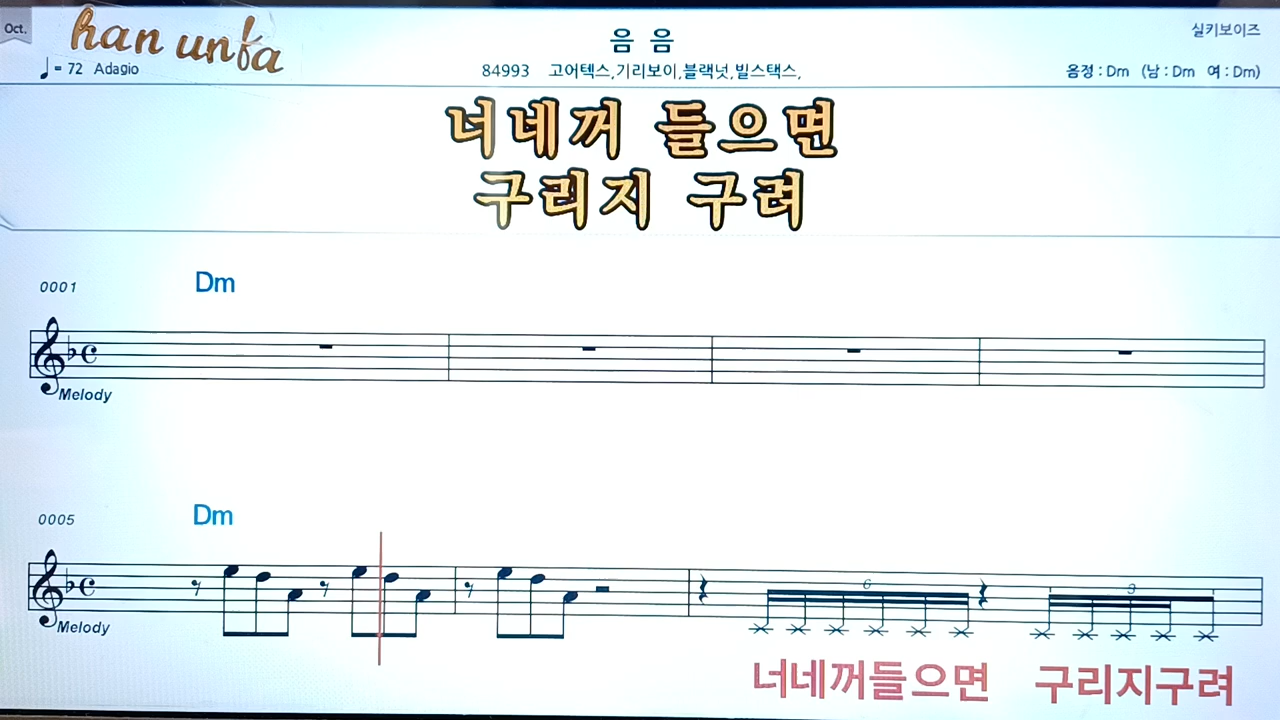 Oct.
han unfa
음 음
실키보이즈
♩= 72 Adagio
84993 고어텍스,기리보이,블랙넛,빌스택스,
음정 : Dm (남 : Dm 여 : Dm)
너네꺼 들으면
구리지 구려
0001
Dm
Melody
0005
Dm
6
3
Melody
너네꺼들으면 구리지구려